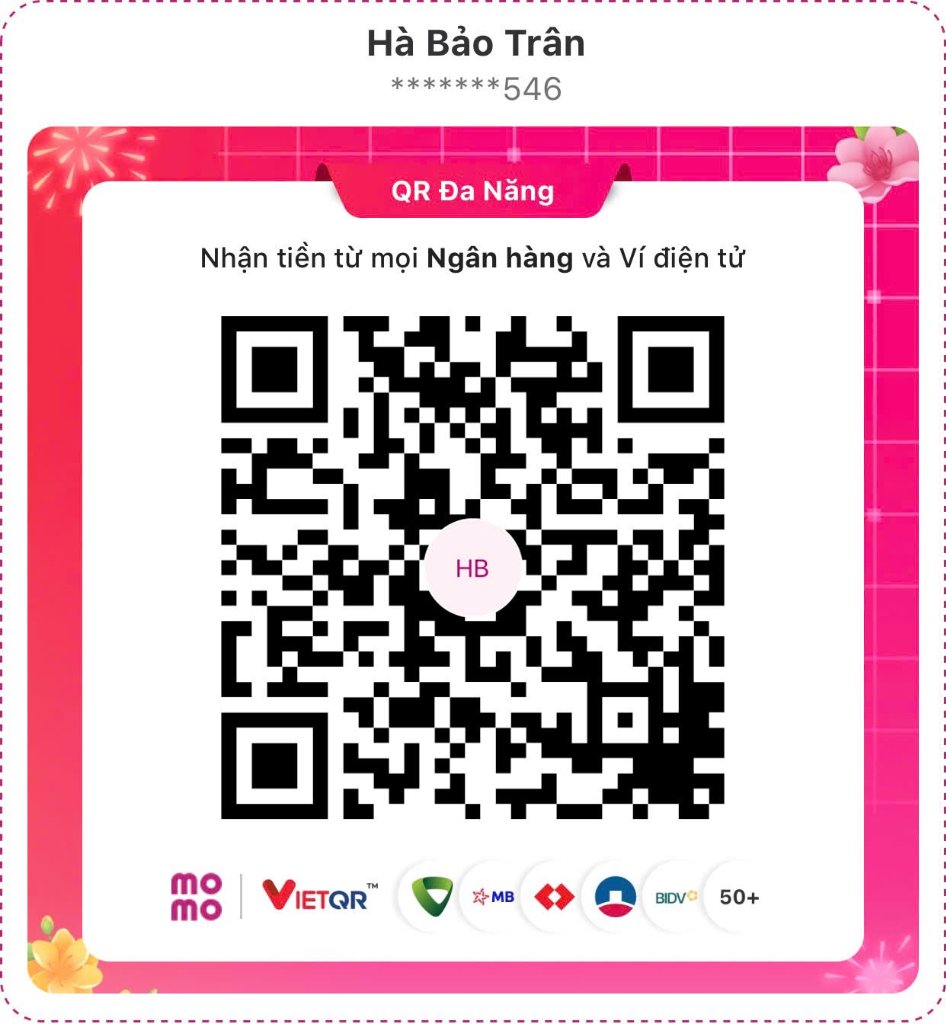 Hà Bảo Trân
*******546
QR Đa Năng
Nhận tiền từ mọi Ngân hàng và Ví điện tử
HB
mo
mo
VIETQR™
MB
BIDV
50+